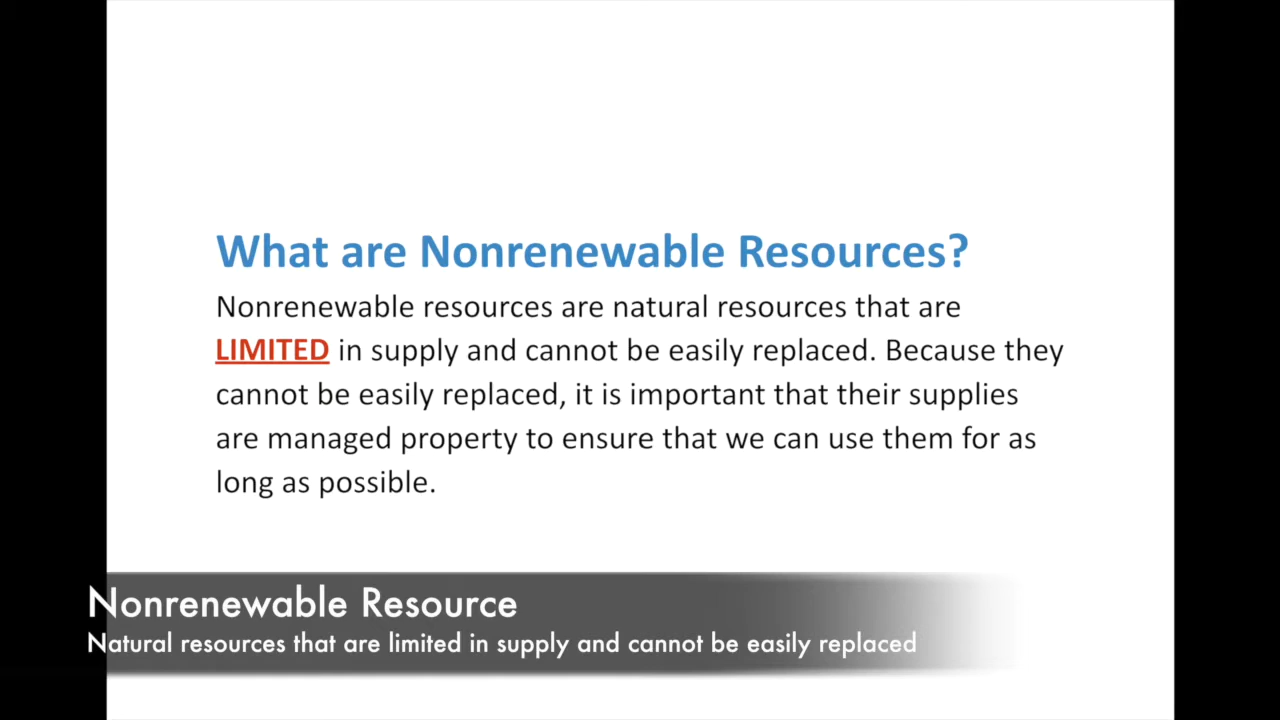 What are Nonrenewable Resources?
Nonrenewable resources are natural resources that are
LIMITED in supply and cannot be easily replaced. Because they
cannot be easily replaced, it is important that their supplies
are managed property to ensure that we can use them for as
long as possible.
Nonrenewable Resource
Natural resources that are limited in supply and cannot be easily replaced